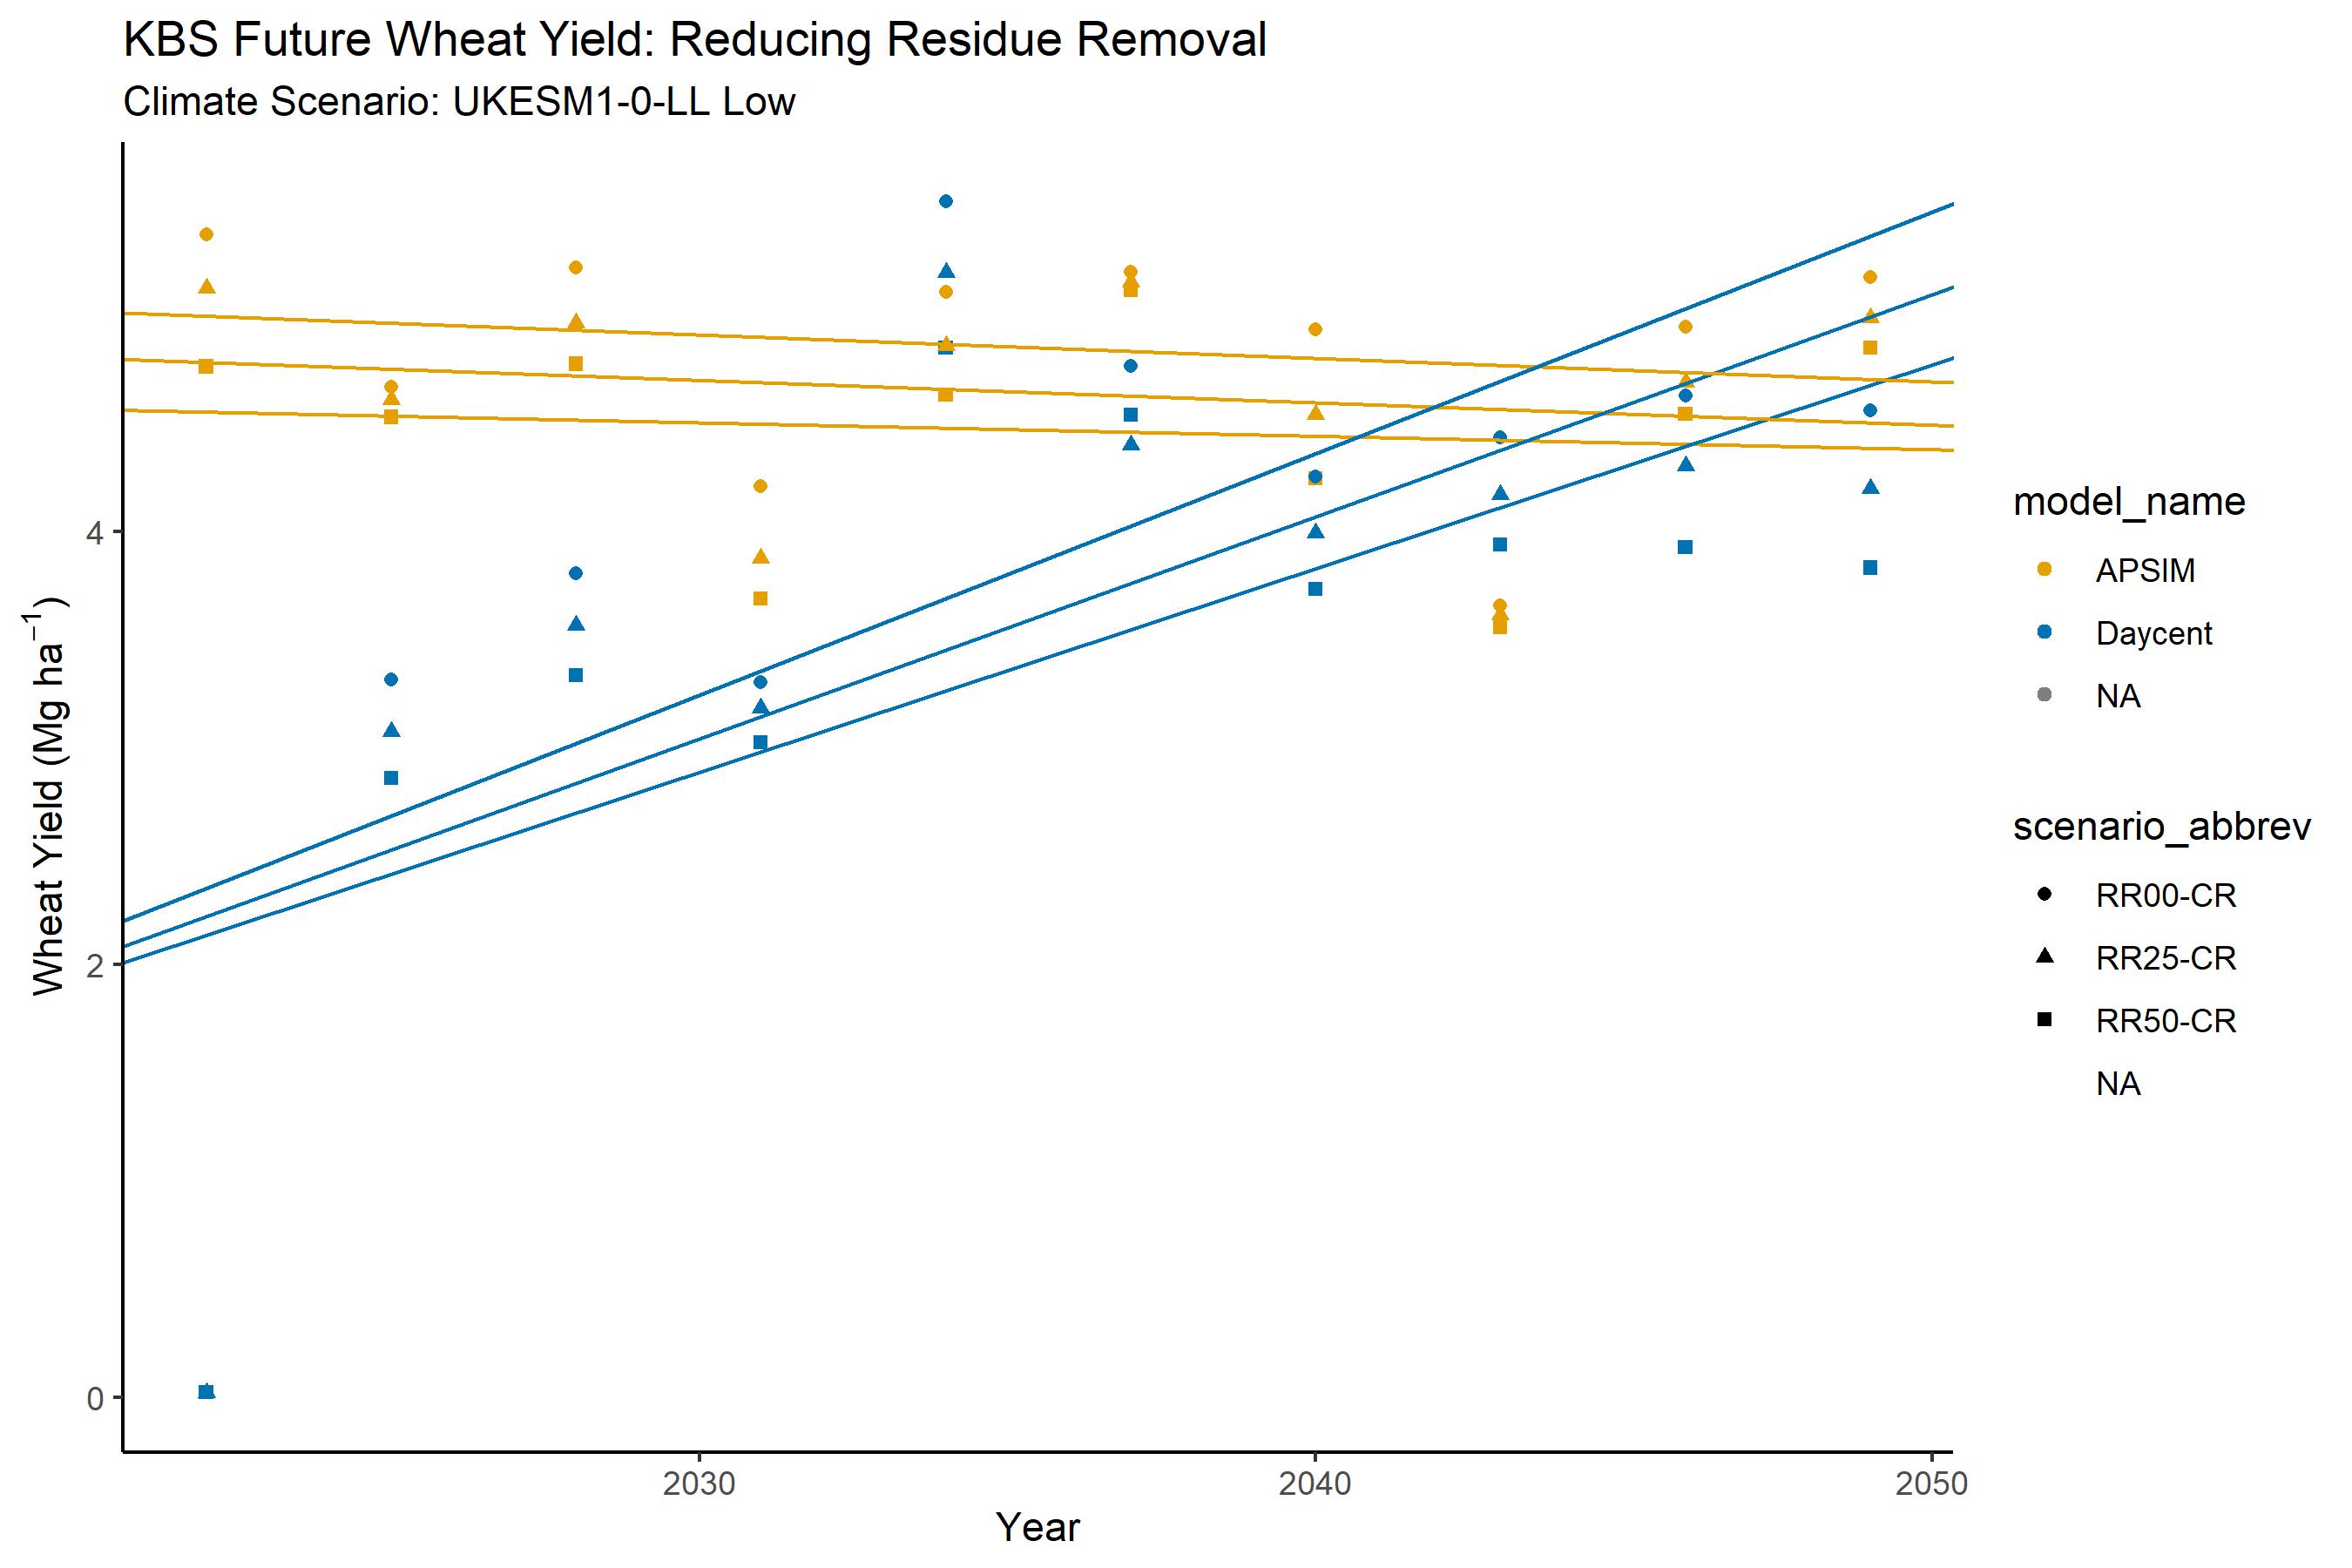 KBS Future Wheat Yield: Reducing Residue Removal
Climate Scenario: UKESM1-0-LL Low
Wheat Yield (Mg ha⁻¹)
4
2
0
2030
2040
2050
Year
model_name
APSIM
Daycent
NA
scenario_abbrev
RR00-CR
RR25-CR
RR50-CR
NA